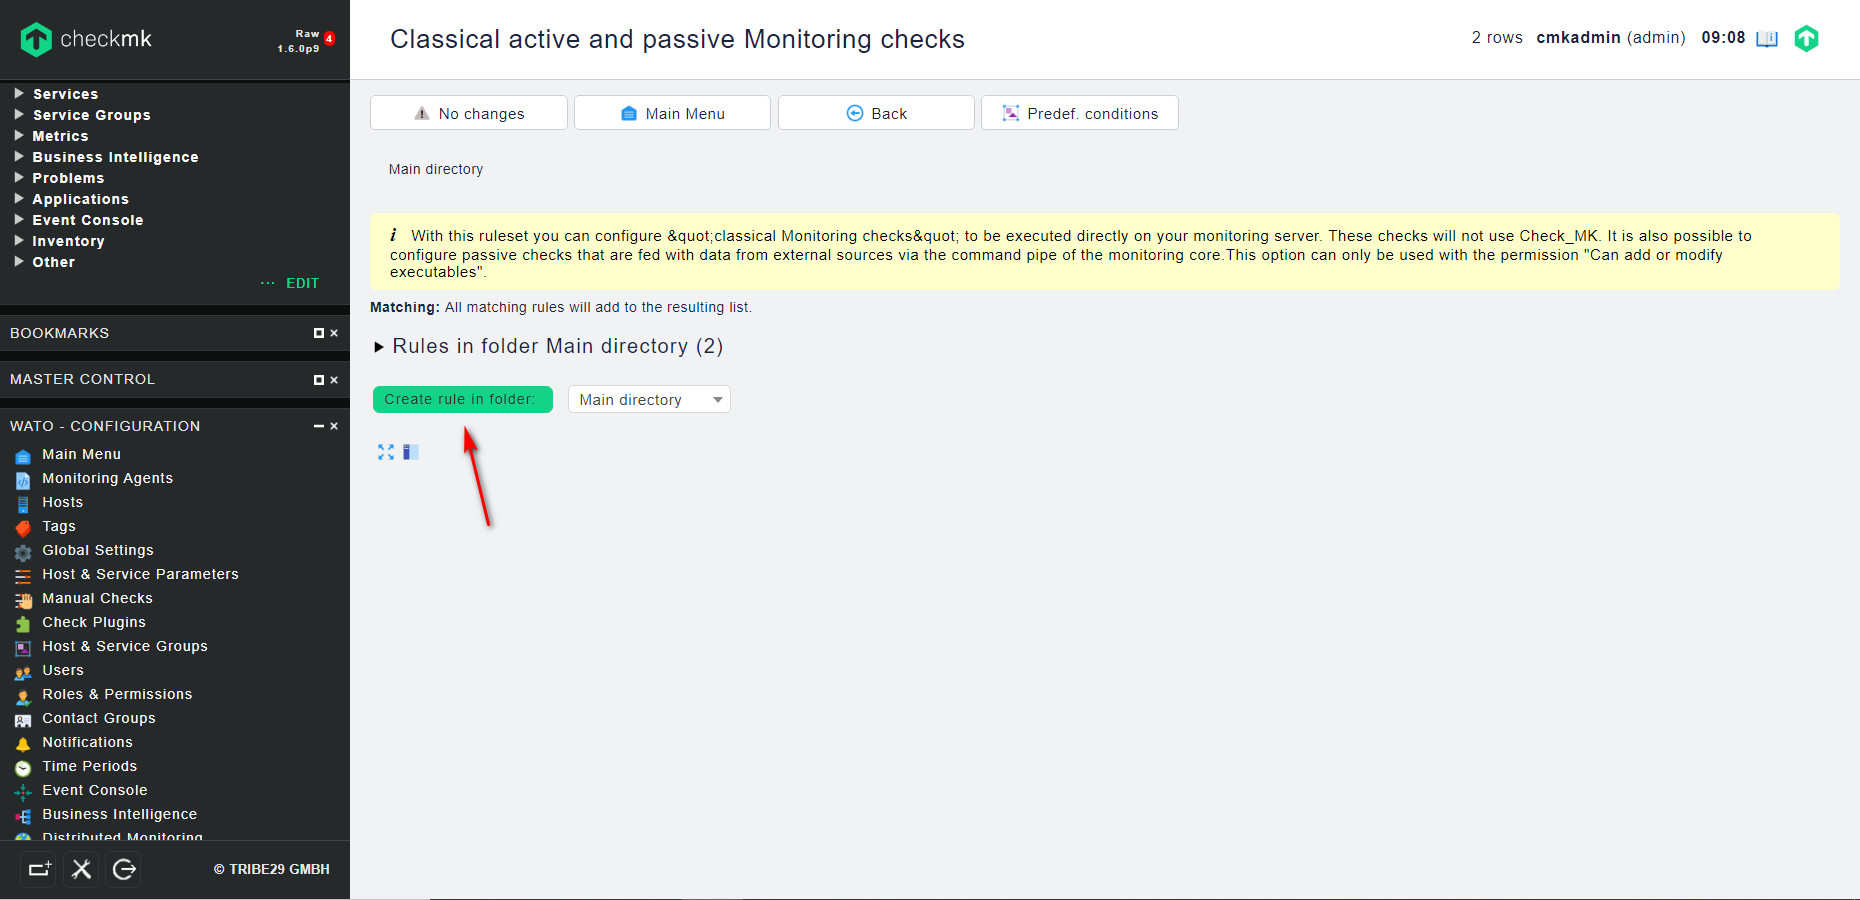 checkmk
Raw
1.6.0p9
4
Services
Service Groups
Metrics
Business Intelligence
Problems
Applications
Event Console
Inventory
Other
··· EDIT
BOOKMARKS
MASTER CONTROL
WATO - CONFIGURATION
Main Menu
Monitoring Agents
Hosts
Tags
Global Settings
Host & Service Parameters
Manual Checks
Check Plugins
Host & Service Groups
Users
Roles & Permissions
Contact Groups
Notifications
Time Periods
Event Console
Business Intelligence
Distributed Monitoring
© TRIBE29 GMBH
Classical active and passive Monitoring checks
2 rows cmkadmin (admin) 09:08
No changes
Main Menu
Back
Predef. conditions
Main directory
i With this ruleset you can configure &quot;classical Monitoring checks&quot; to be executed directly on your monitoring server. These checks will not use Check_MK. It is also possible to
configure passive checks that are fed with data from external sources via the command pipe of the monitoring core.This option can only be used with the permission "Can add or modify
executables".
Matching: All matching rules will add to the resulting list.
Rules in folder Main directory (2)
Create rule in folder:
Main directory